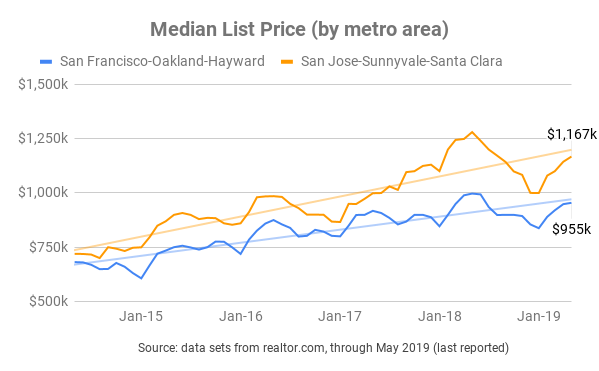 Median List Price (by metro area)
San Francisco-Oakland-Hayward San Jose-Sunnyvale-Santa Clara
$1,500k
$1,250k
$1,167k
$1,000k
$955k
$750k
$500k
Jan-15 Jan-16 Jan-17 Jan-18 Jan-19
Source: data sets from realtor.com, through May 2019 (last reported)